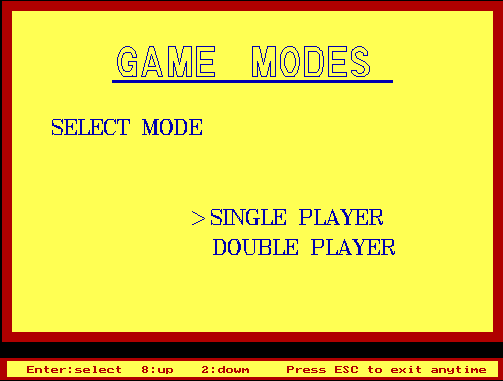 GAME MODES
SELECT MODE
>SINGLE PLAYER
DOUBLE PLAYER
Enter:select 8:up 2:down Press ESC to exit anytime